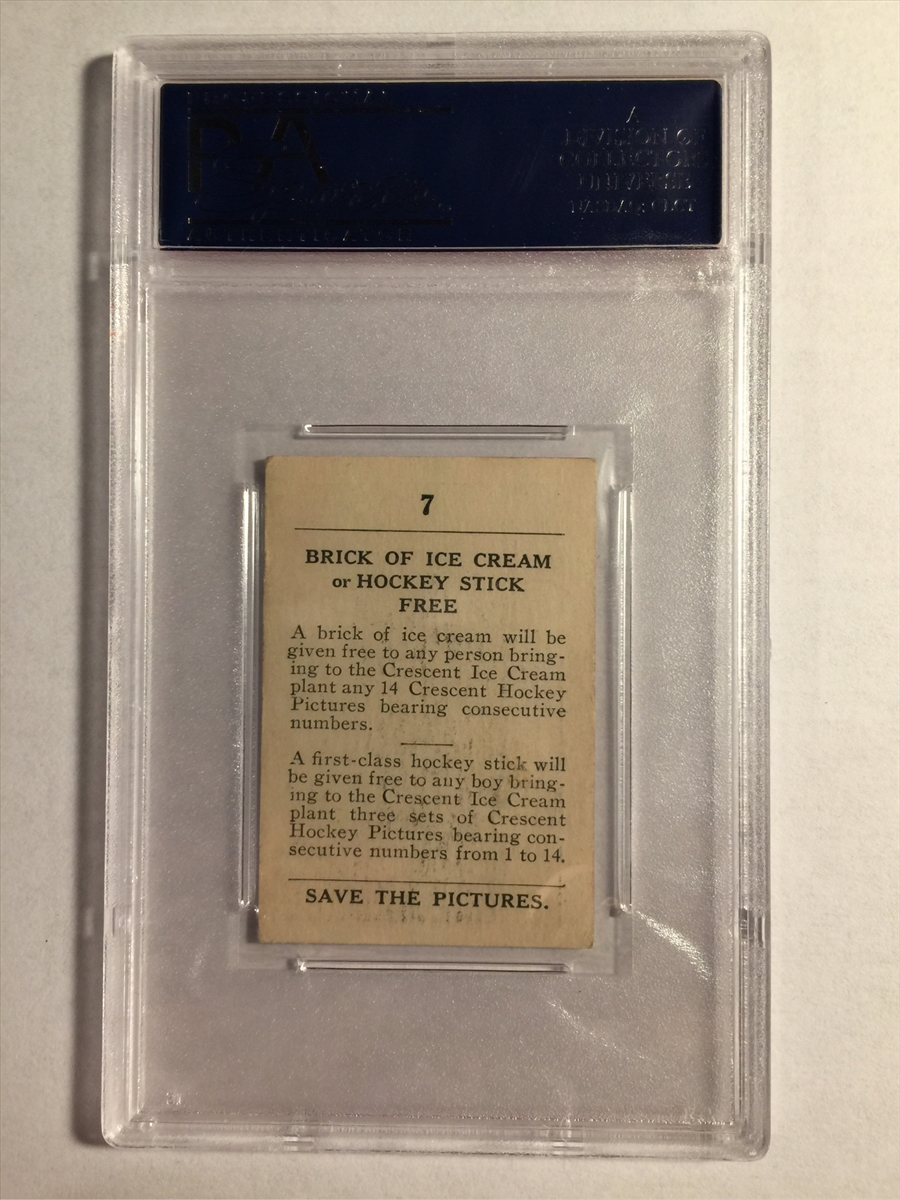 PSA
A
DIVISION OF
COLLECTORS
UNIVERSE
NASDAQ: CLCT
7
BRICK OF ICE CREAM
or HOCKEY STICK
FREE
A brick of ice cream will be
given free to any person bring-
ing to the Crescent Ice Cream
plant any 14 Crescent Hockey
Pictures bearing consecutive
numbers.
A first-class hockey stick will
be given free to any boy bring-
ing to the Crescent Ice Cream
plant three sets of Crescent
Hockey Pictures bearing con-
secutive numbers from 1 to 14.
SAVE THE PICTURES.